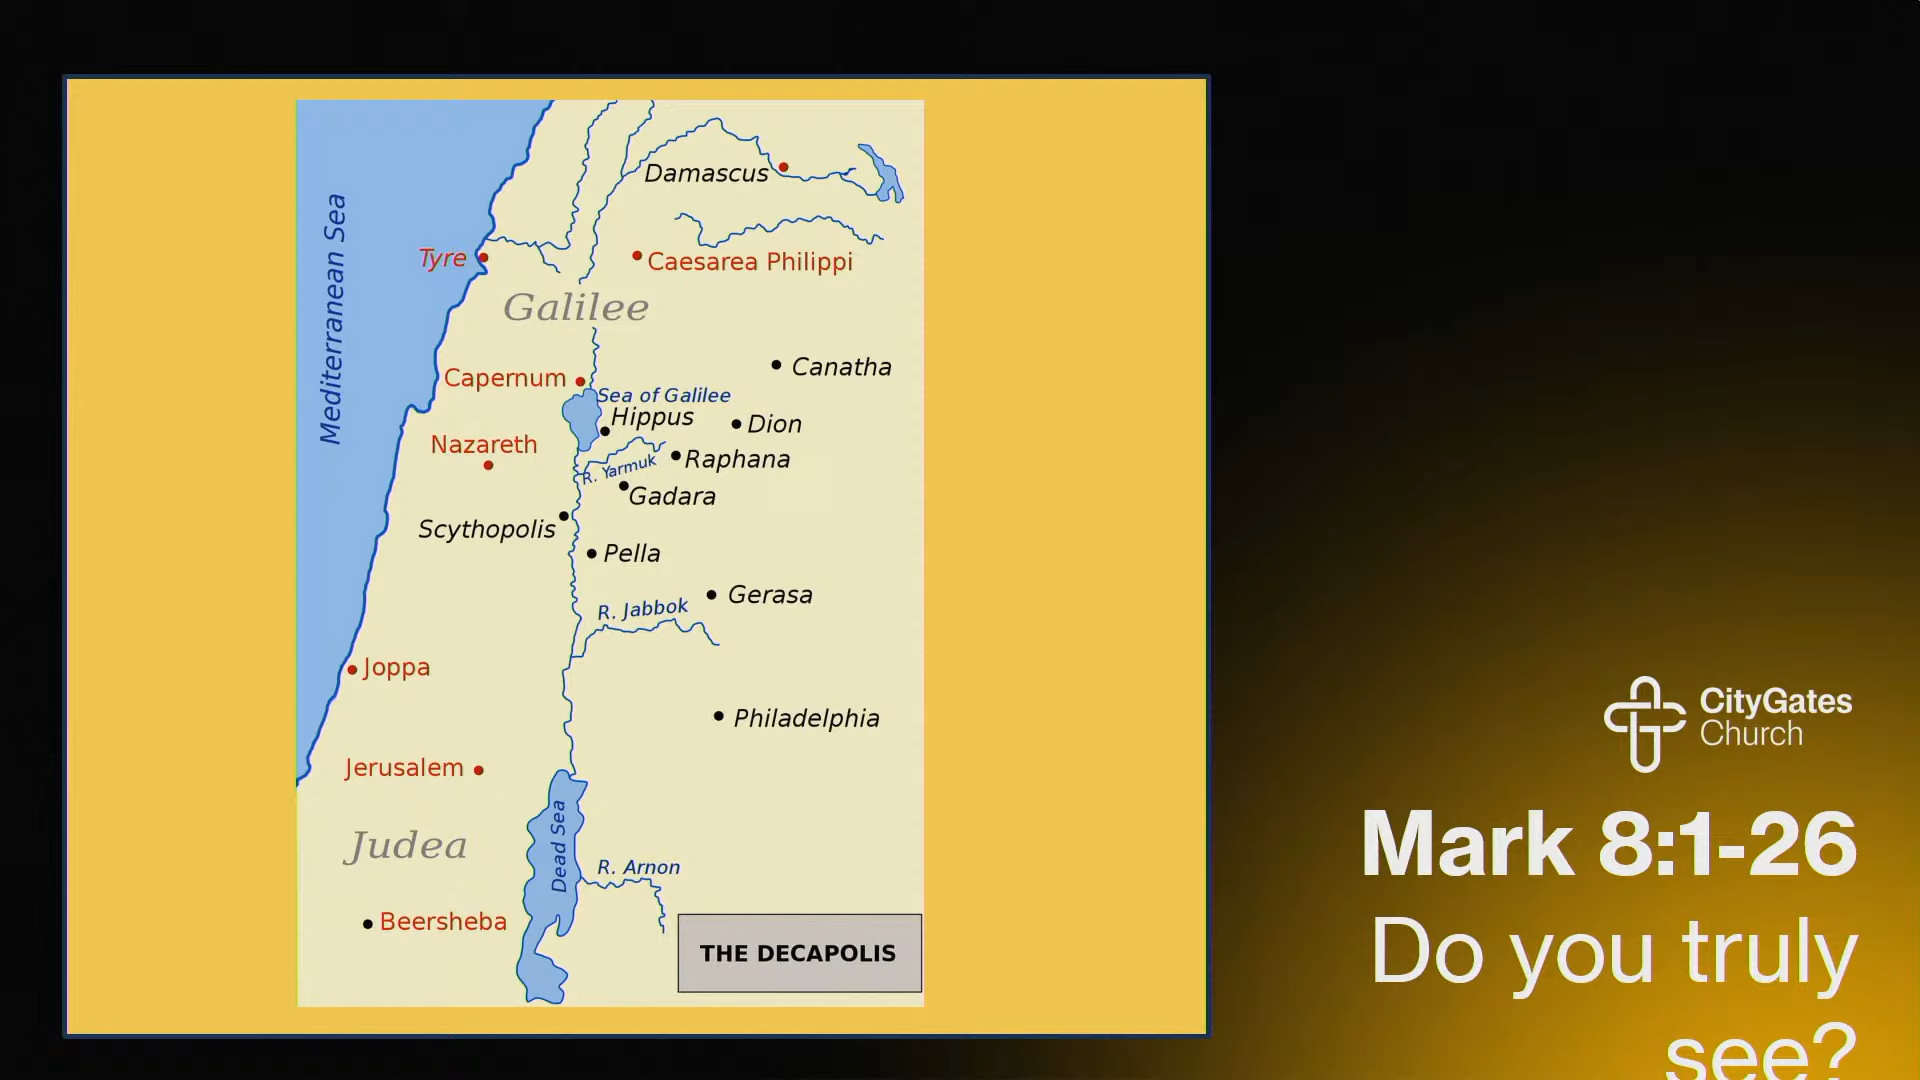 Mediterranean Sea
Damascus
Tyre
Caesarea Philippi
Galilee
Canatha
Capernum
Sea of Galilee
Hippus
Dion
Nazareth
R. Yarmuk
Raphana
Gadara
Scythopolis
Pella
Gerasa
R. Jabbok
Joppa
Philadelphia
Jerusalem
Judea
Dead Sea
R. Arnon
Beersheba
THE DECAPOLIS
CityGates
Church
Mark 8:1-26
Do you truly
see?